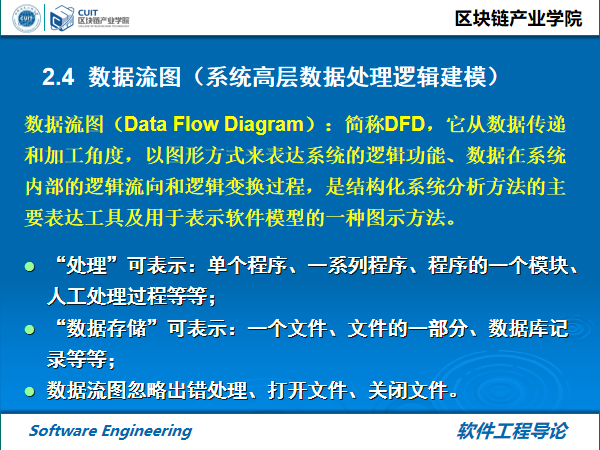 CUIT
区块链产业学院
区块链产业学院
2.4 数据流图（系统高层数据处理逻辑建模）
数据流图（Data Flow Diagram）：简称DFD，它从数据传递
和加工角度，以图形方式来表达系统的逻辑功能、数据在系统
内部的逻辑流向和逻辑变换过程，是结构化系统分析方法的主
要表达工具及用于表示软件模型的一种图示方法。
“处理”可表示：单个程序、一系列程序、程序的一个模块、
人工处理过程等等；
“数据存储”可表示：一个文件、文件的一部分、数据库记
录等等；
数据流图忽略出错处理、打开文件、关闭文件。
Software Engineering
软件工程导论